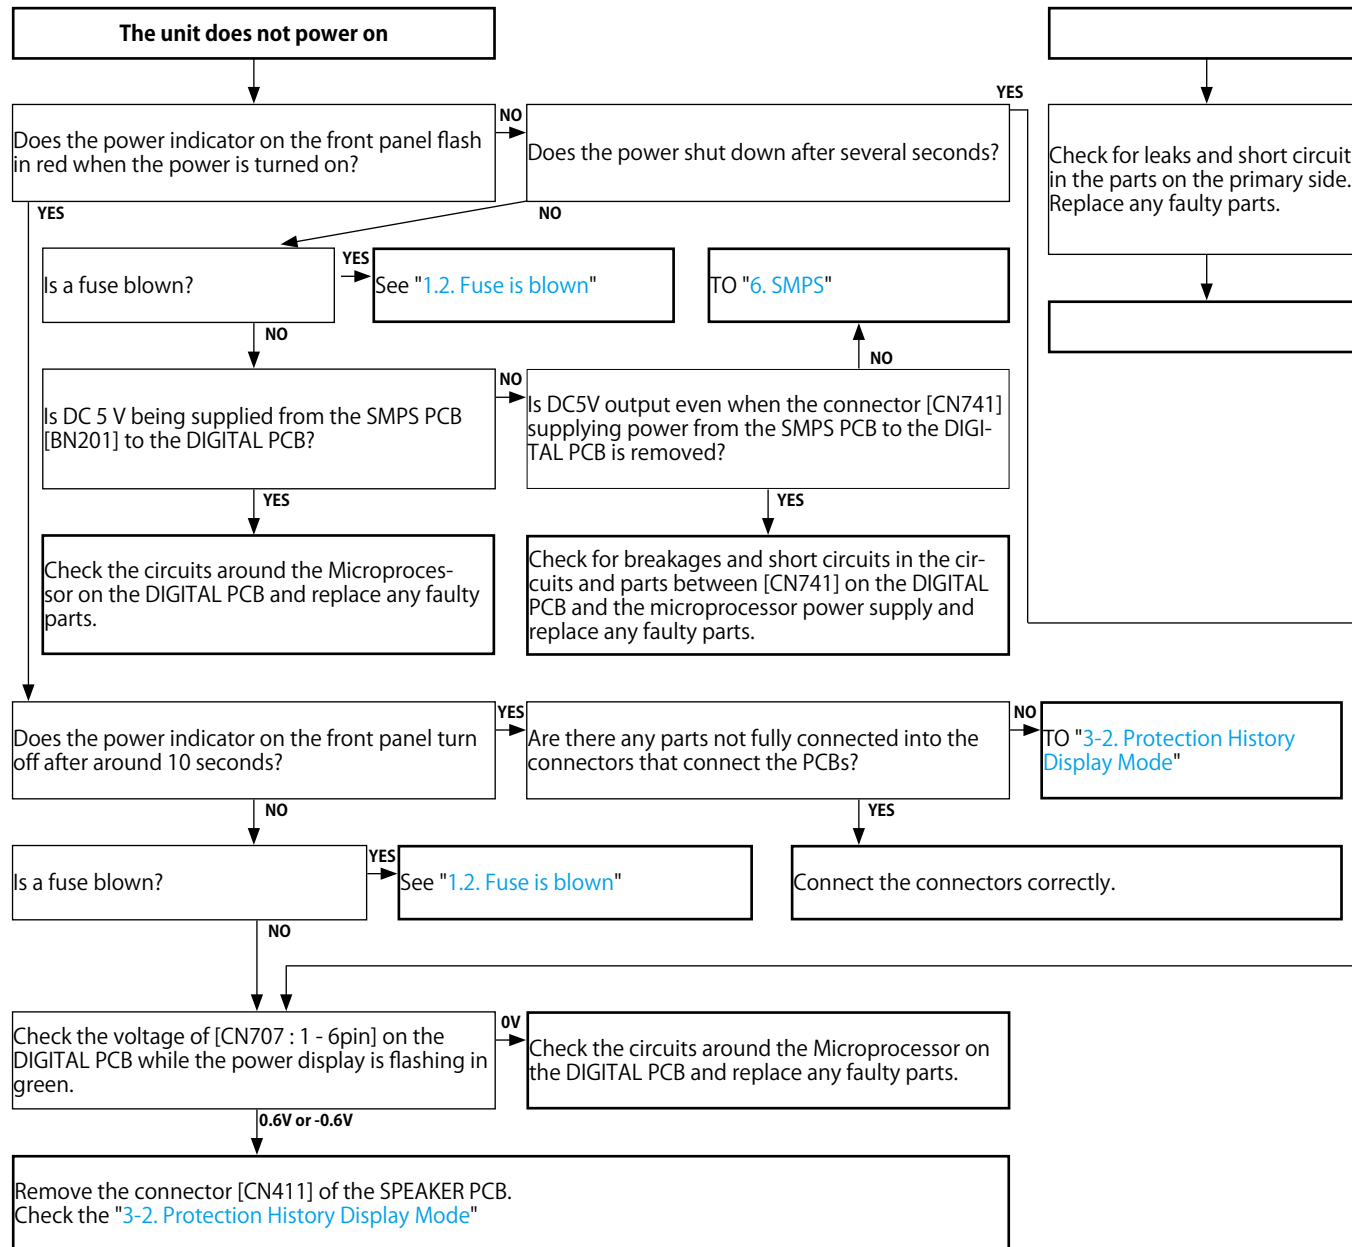 The unit does not power on
YES
NO
Does the power indicator on the front panel flash
in red when the power is turned on?
Does the power shut down after several seconds?
Check for leaks and short circuit
in the parts on the primary side.
Replace any faulty parts.
YES
NO
Is a fuse blown?
YES
See "1.2. Fuse is blown"
TO "6. SMPS"
NO
NO
Is DC 5 V being supplied from the SMPS PCB
[BN201] to the DIGITAL PCB?
NO
Is DC5V output even when the connector [CN741]
supplying power from the SMPS PCB to the DIGI-
TAL PCB is removed?
YES
YES
Check the circuits around the Microproces-
sor on the DIGITAL PCB and replace any faulty
parts.
Check for breakages and short circuits in the cir-
cuits and parts between [CN741] on the DIGITAL
PCB and the microprocessor power supply and
replace any faulty parts.
Does the power indicator on the front panel turn
off after around 10 seconds?
YES
Are there any parts not fully connected into the
connectors that connect the PCBs?
NO
TO "3-2. Protection History
Display Mode"
NO
YES
Is a fuse blown?
YES
See "1.2. Fuse is blown"
Connect the connectors correctly.
NO
Check the voltage of [CN707 : 1 - 6pin] on the
DIGITAL PCB while the power display is flashing in
green.
0V
Check the circuits around the Microprocessor on
the DIGITAL PCB and replace any faulty parts.
0.6V or -0.6V
Remove the connector [CN411] of the SPEAKER PCB.
Check the "3-2. Protection History Display Mode"